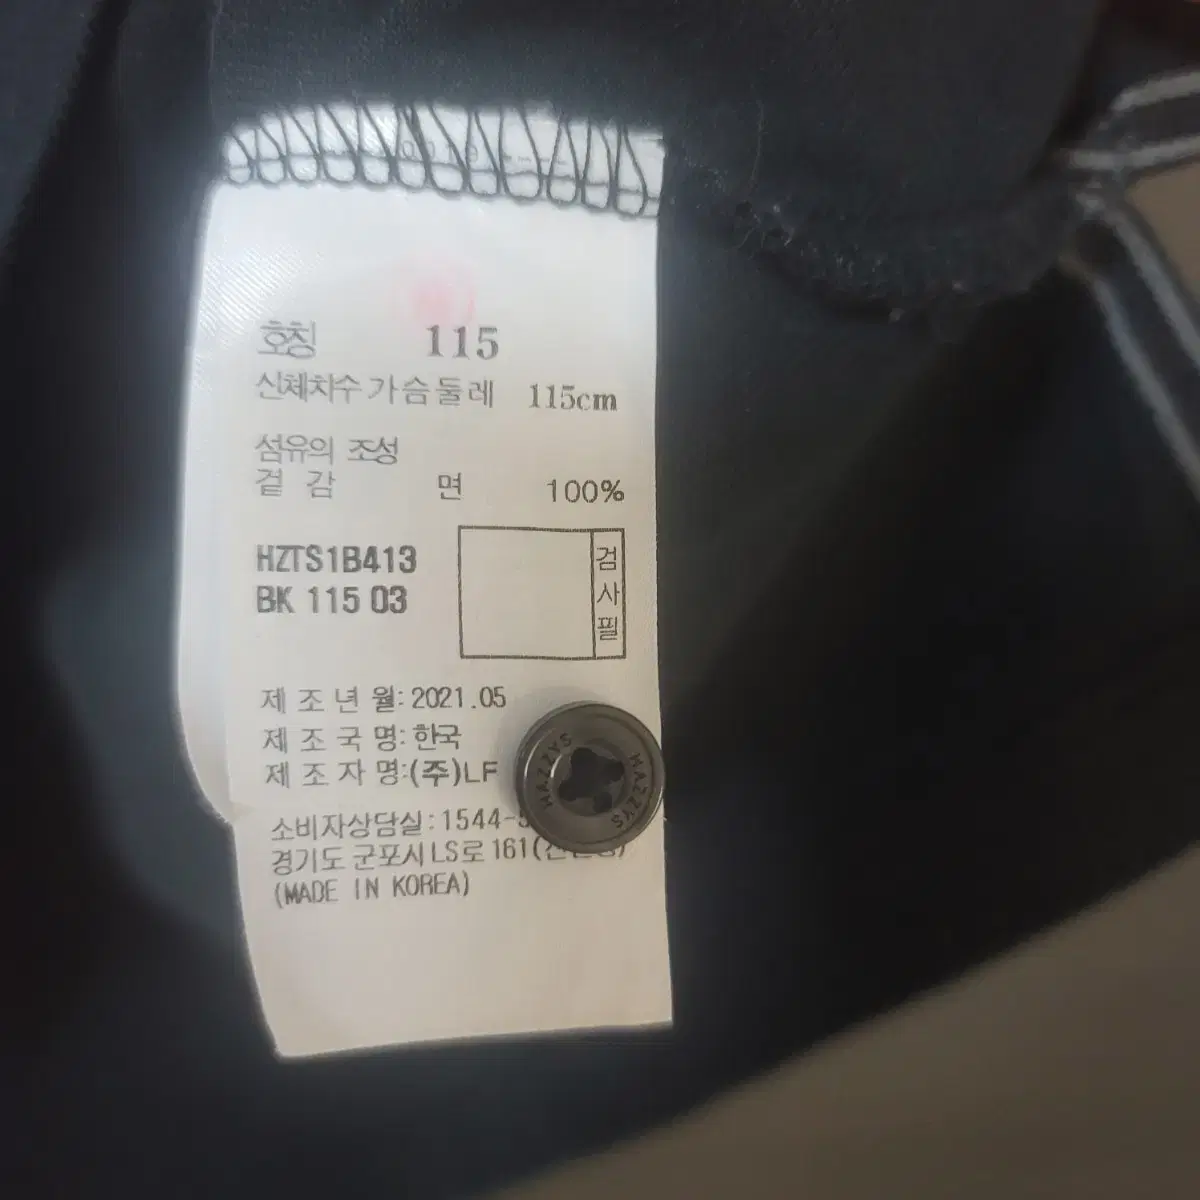 호칭 115
신체치수 가슴둘레 115cm
섬유의 조성
겉 감 면 100%
HZTS1B413
BK 115 03
검사필
제 조 년 월: 2021.05
제 조 국 명: 한국
제 조 자 명:(주)LF
HAZZYS HAZZYS
소비자상담실:1544-
경기도 군포시 LS로 161
(MADE IN KOREA)